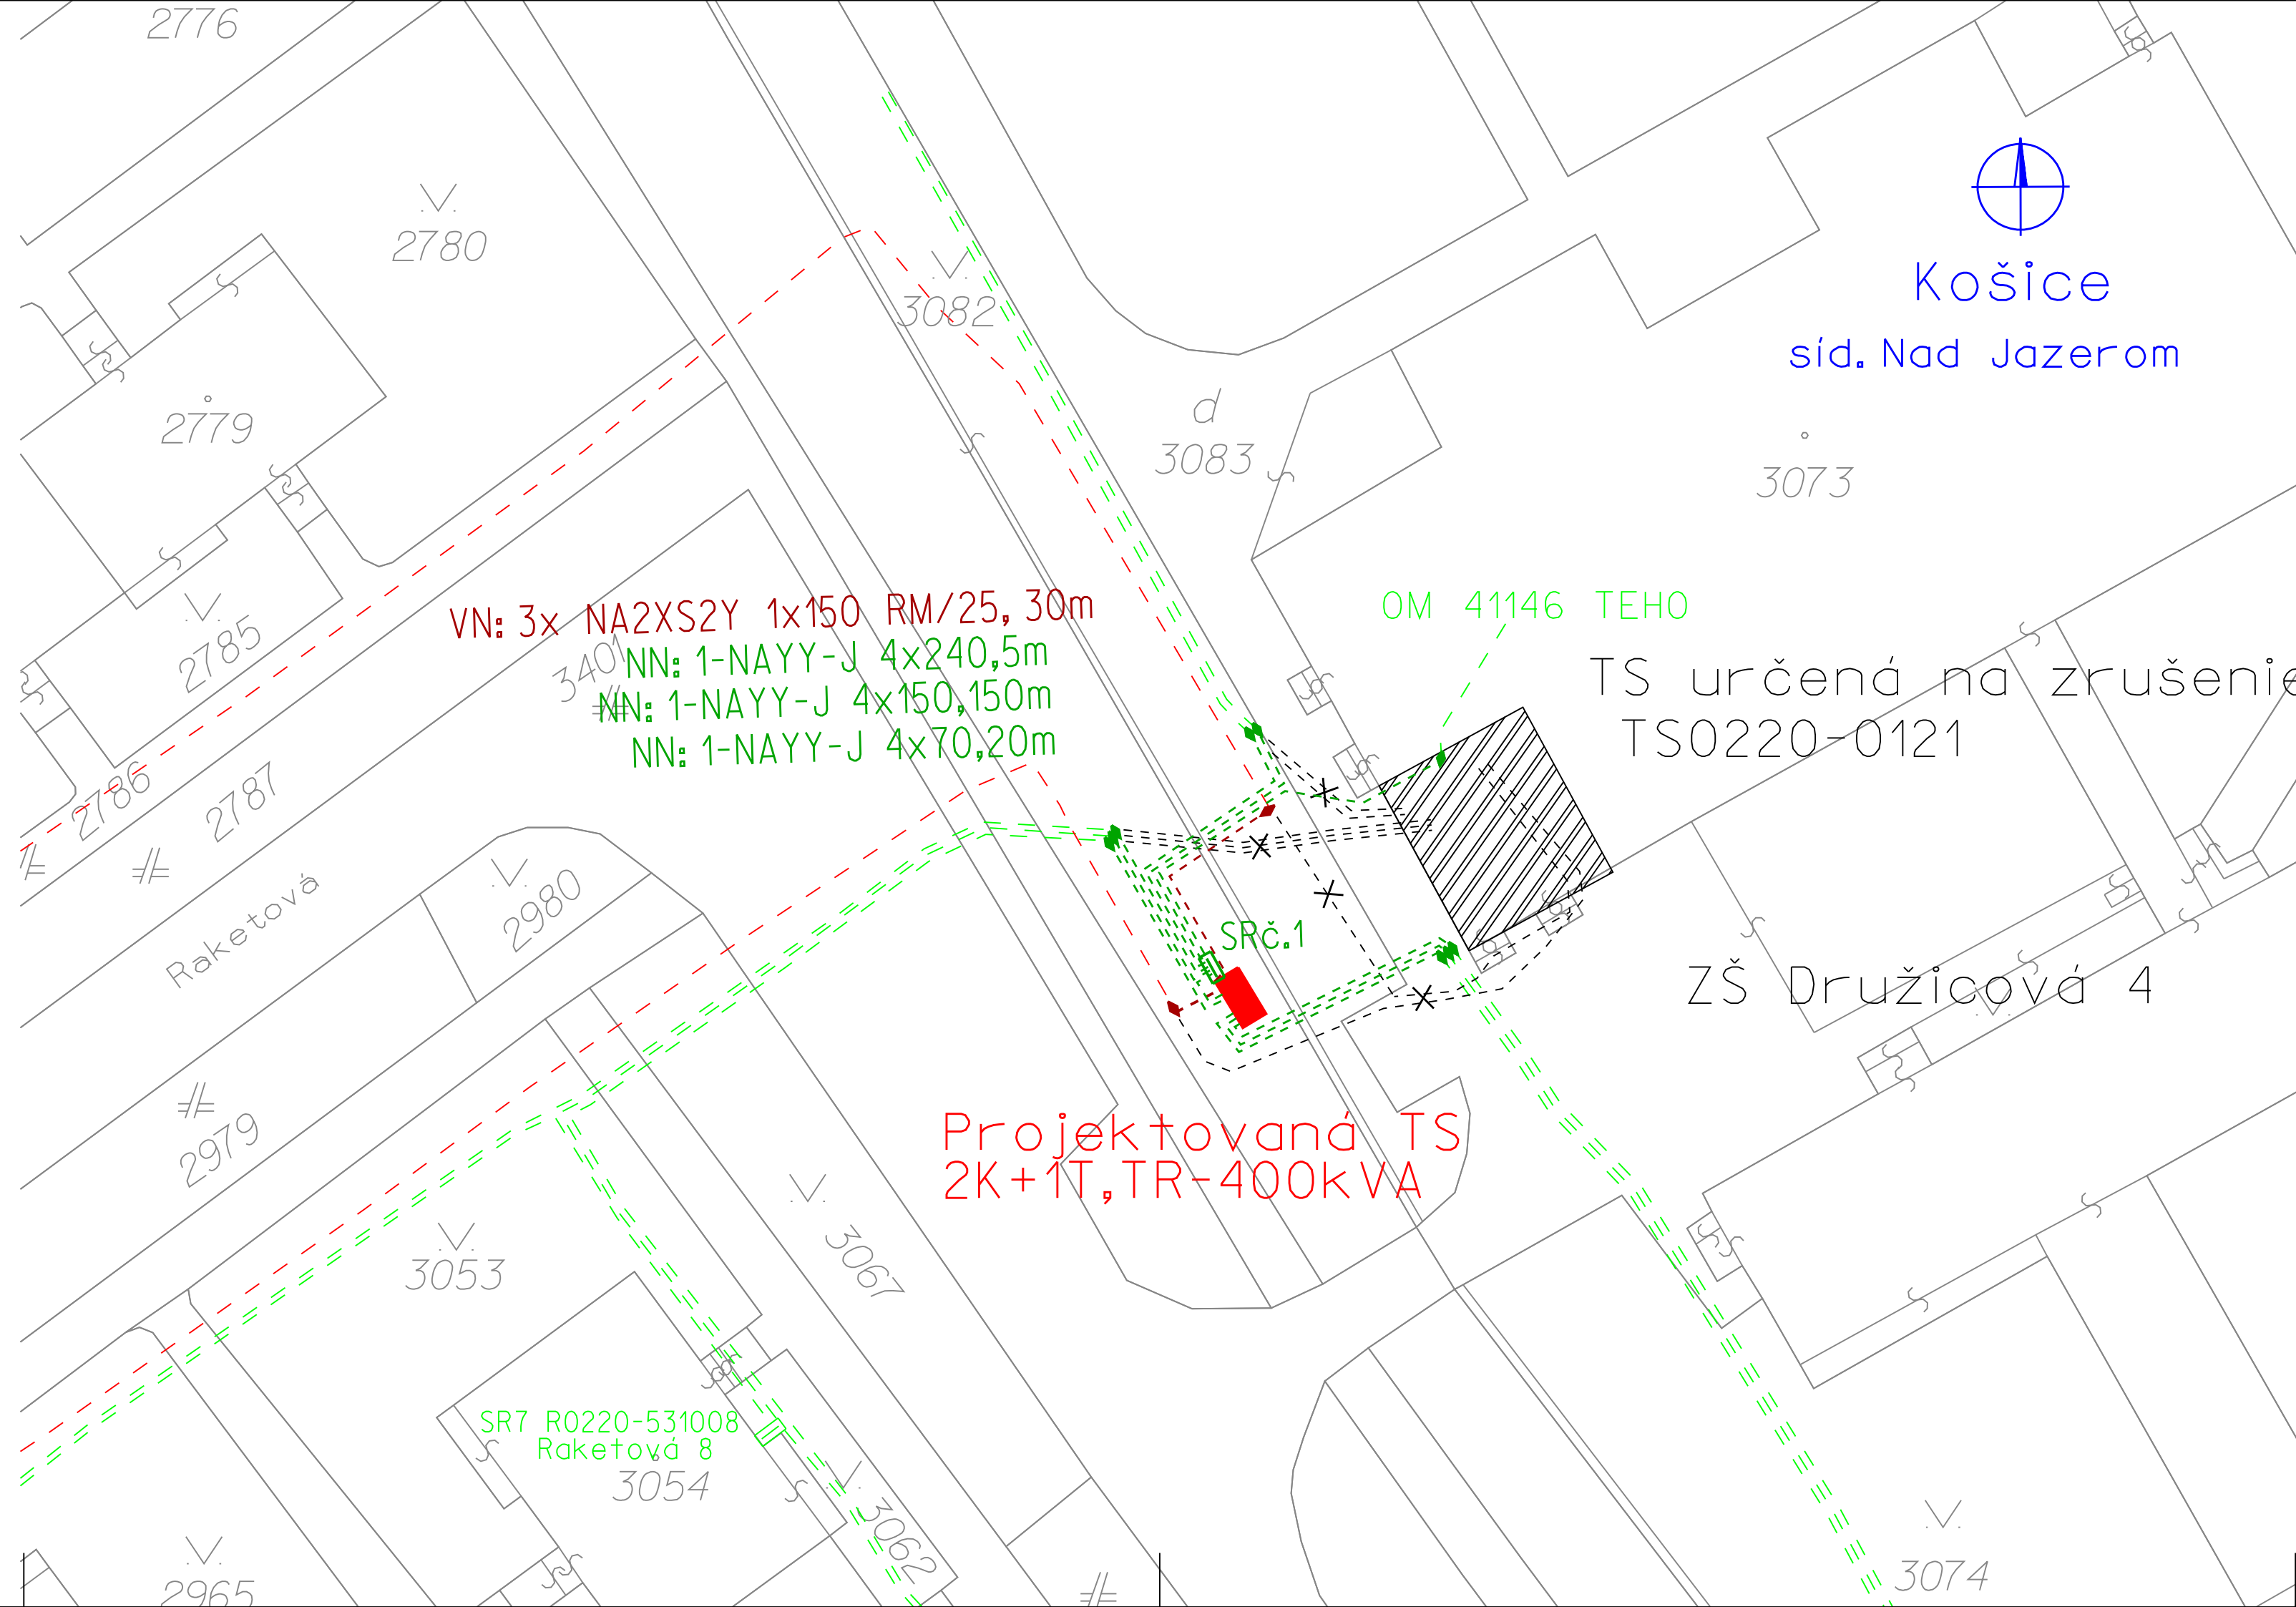 2776
2780
Košice
3082
síd. Nad Jazerom
2779
d
3083
3073
VN: 3x NA2XS2Y 1x150 RM/25, 30m
OM 41146 TEHO
2785
3401
NN: 1-NAYY-J 4x240,5m
TS určená na zrušenie
NN: 1-NAYY-J 4x150,150m
NN: 1-NAYY-J 4x70,20m
TS0220-0121
2786
2787
Raketová
2980
SRč.1
ZŠ Družicová 4
2979
Projektovaná TS
2K+1T,TR-400kVA
3053
3067
SR7 R0220-531008
Raketová 8
3054
3062
2965
3074